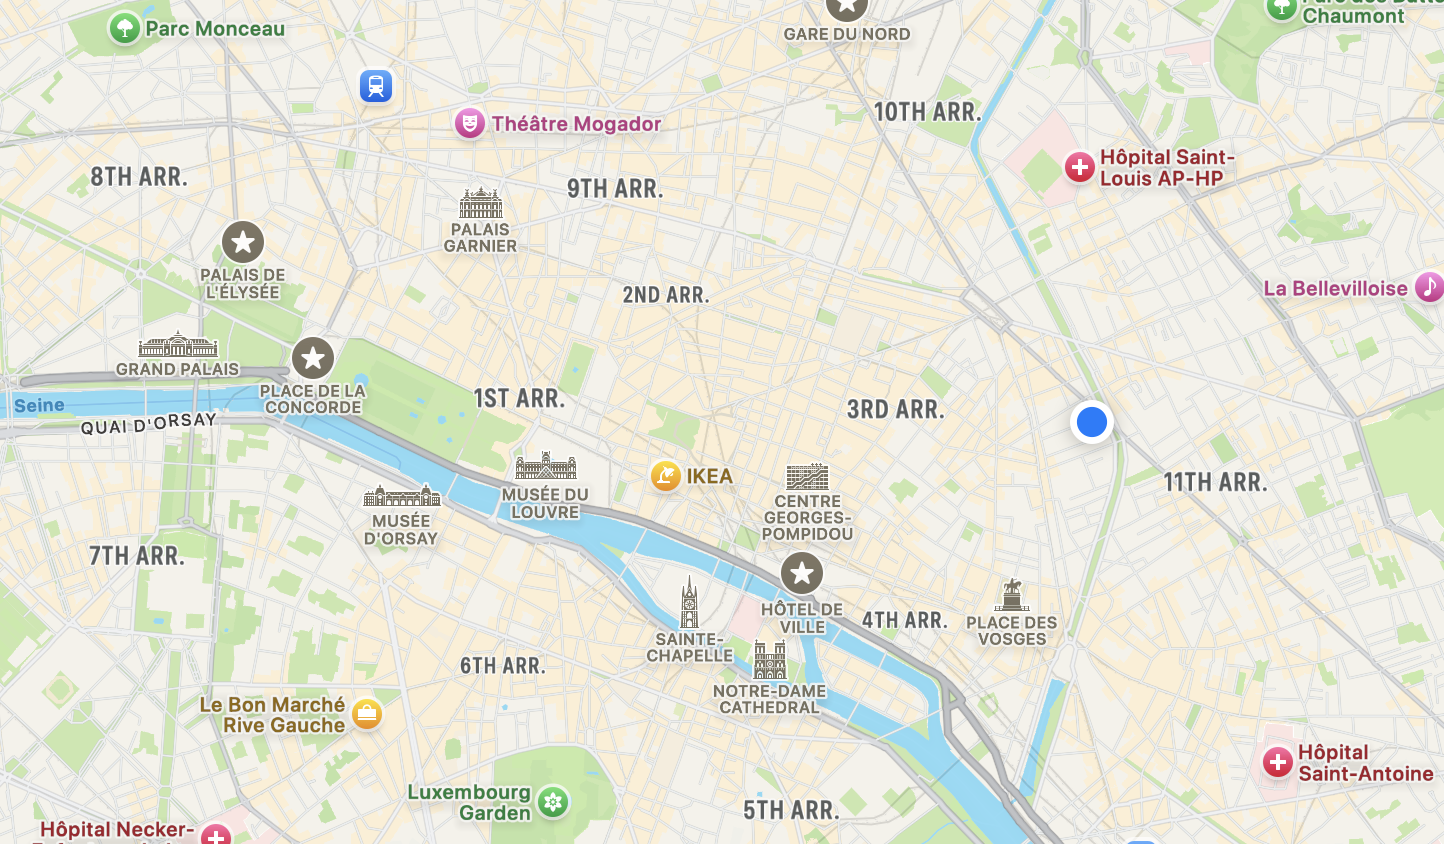 Chaumont
Parc Monceau
GARE DU NORD
10TH ARR.
Théâtre Mogador
Hôpital Saint-
Louis AP-HP
8TH ARR.
9TH ARR.
PALAIS
GARNIER
PALAIS DE
L'ÉLYSÉE
2ND ARR.
La Bellevilloise
GRAND PALAIS
PLACE DE LA
CONCORDE
1ST ARR.
Seine
QUAI D'ORSAY
3RD ARR.
IKEA
MUSÉE DU
LOUVRE
CENTRE
GEORGES-
POMPIDOU
11TH ARR.
MUSÉE
D'ORSAY
7TH ARR.
HÔTEL DE
VILLE
4TH ARR.
PLACE DES
VOSGES
SAINTE-
CHAPELLE
6TH ARR.
NOTRE-DAME
CATHEDRAL
Le Bon Marché
Rive Gauche
Hôpital
Saint-Antoine
Luxembourg
Garden
5TH ARR.
Hôpital Necker-